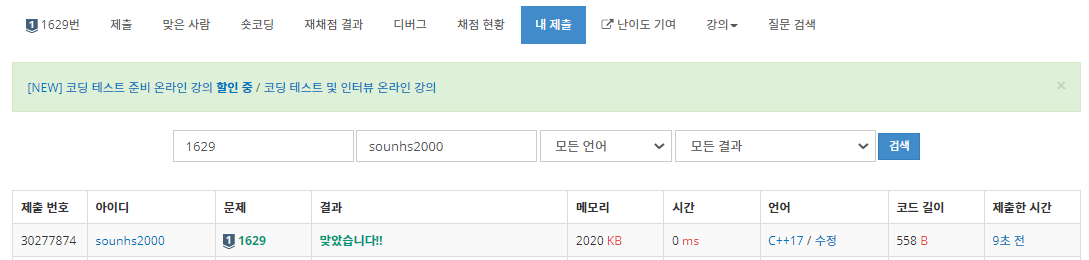 1 1629번 제출 맞은 사람 숏코딩 재채점 결과 디버그 채점 현황 내 제출 난이도 기여 강의 질문 검색
[NEW] 코딩 테스트 준비 온라인 강의 할인 중 / 코딩 테스트 및 인터뷰 온라인 강의 ×
1629 sounhs2000 모든 언어 모든 결과 검색
제출 번호 아이디 문제 결과 메모리 시간 언어 코드 길이 제출한 시간
30277874 sounhs2000 1 1629 맞았습니다!! 2020 KB 0 ms C++17 / 수정 558 B 9초 전